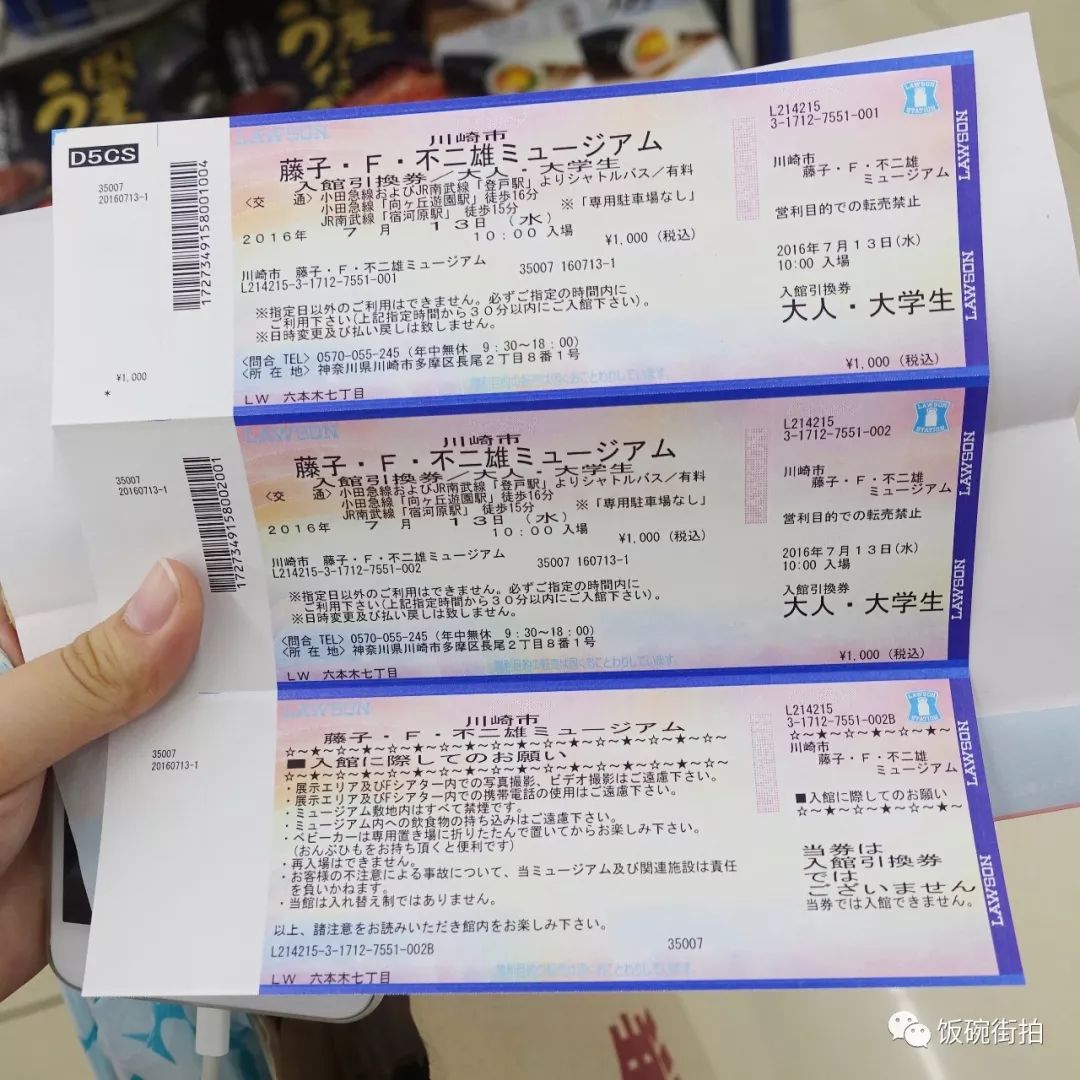 D5CS
35007
20160713-1
1727349158001004
¥1,000
*
LAWSON
川崎市
藤子・F・不二雄ミュージアム
入館引換券／大人・大学生
〈交 通〉小田急線およびJR南武線「登戸駅」よりシャトルバス／有料
小田急線「向ヶ丘遊園駅」徒歩16分
JR南武線「宿河原駅」徒歩15分 ※「専用駐車場なし」
2016年 7月 13日 (水)
10:00 入場 ¥1,000 (税込)
川崎市 藤子・F・不二雄ミュージアム
L214215-3-1712-7551-001 35007 160713-1
※指定日以外のご利用はできません。必ずご指定の時間内に
ご利用下さい(上記指定時間から30分以内にご入館下さい)。
※日時変更及び払い戻しは致しません。
〈問合 TEL〉0570-055-245 (年中無休 9:30～18:00)
〈所 在 地〉神奈川県川崎市多摩区長尾2丁目8番1号
LW 六本木七丁目
L214215
3-1712-7551-001
LAWSON
STATION
川崎市
藤子・F・不二雄
ミュージアム
営利目的での転売禁止
2016年7月13日(水)
10:00 入場
入館引換券
大人・大学生
¥1,000 (税込)
LAWSON
LAWSON
35007
20160713-1
1727349158002001
LAWSON
川崎市
藤子・F・不二雄ミュージアム
入館引換券／大人・大学生
〈交 通〉小田急線およびJR南武線「登戸駅」よりシャトルバス／有料
小田急線「向ヶ丘遊園駅」徒歩16分
JR南武線「宿河原駅」徒歩15分 ※「専用駐車場なし」
2016年 7月 13日 (水)
10:00 入場 ¥1,000 (税込)
川崎市 藤子・F・不二雄ミュージアム
L214215-3-1712-7551-002 35007 160713-1
※指定日以外のご利用はできません。必ずご指定の時間内に
ご利用下さい(上記指定時間から30分以内にご入館下さい)。
※日時変更及び払い戻しは致しません。
〈問合 TEL〉0570-055-245 (年中無休 9:30～18:00)
〈所 在 地〉神奈川県川崎市多摩区長尾2丁目8番1号
LW 六本木七丁目
L214215
3-1712-7551-002
LAWSON
STATION
川崎市
藤子・F・不二雄
ミュージアム
営利目的での転売禁止
2016年7月13日(水)
10:00 入場
入館引換券
大人・大学生
¥1,000 (税込)
LAWSON
LAWSON
35007
20160713-1
LAWSON
川崎市
藤子・F・不二雄ミュージアム
☆～★～☆～★～☆～★～☆～★～☆～★～☆～★～☆～★～☆～★～☆～☆
■入館に際してのお願い
☆～★～☆～★～☆～★～☆～★～☆～★～☆～★～☆～★～☆～★～☆～☆
・展示エリア及びFシアター内での写真撮影、ビデオ撮影はご遠慮下さい。
・展示エリア及びFシアター内での携帯電話の使用はご遠慮下さい。
・ミュージアム敷地内はすべて禁煙です。
・ミュージアム内への飲食物の持ち込みはご遠慮下さい。
・ベビーカーは専用置き場に折りたたんで置いてからお楽しみ下さい。
(おんぶひもをお持ち頂くと便利です)
・再入場はできません。
・お客様の不注意による事故について、当ミュージアム及び関連施設は責任
を負いかねます。
・当館は入れ替え制ではありません。
以上、諸注意をお読みいただき館内をお楽しみ下さい。
L214215-3-1712-7551-002B 35007
LW 六本木七丁目
L214215
3-1712-7551-002B
LAWSON
STATION
☆～★～☆～★～☆～★～
川崎市
藤子・F・不二雄
ミュージアム
■入館に際してのお願い
☆～★～☆～★～☆～★～
当券は
入館引換券
では
ございません
当券では入館できません。
LAWSON
LAWSON
饭碗街拍